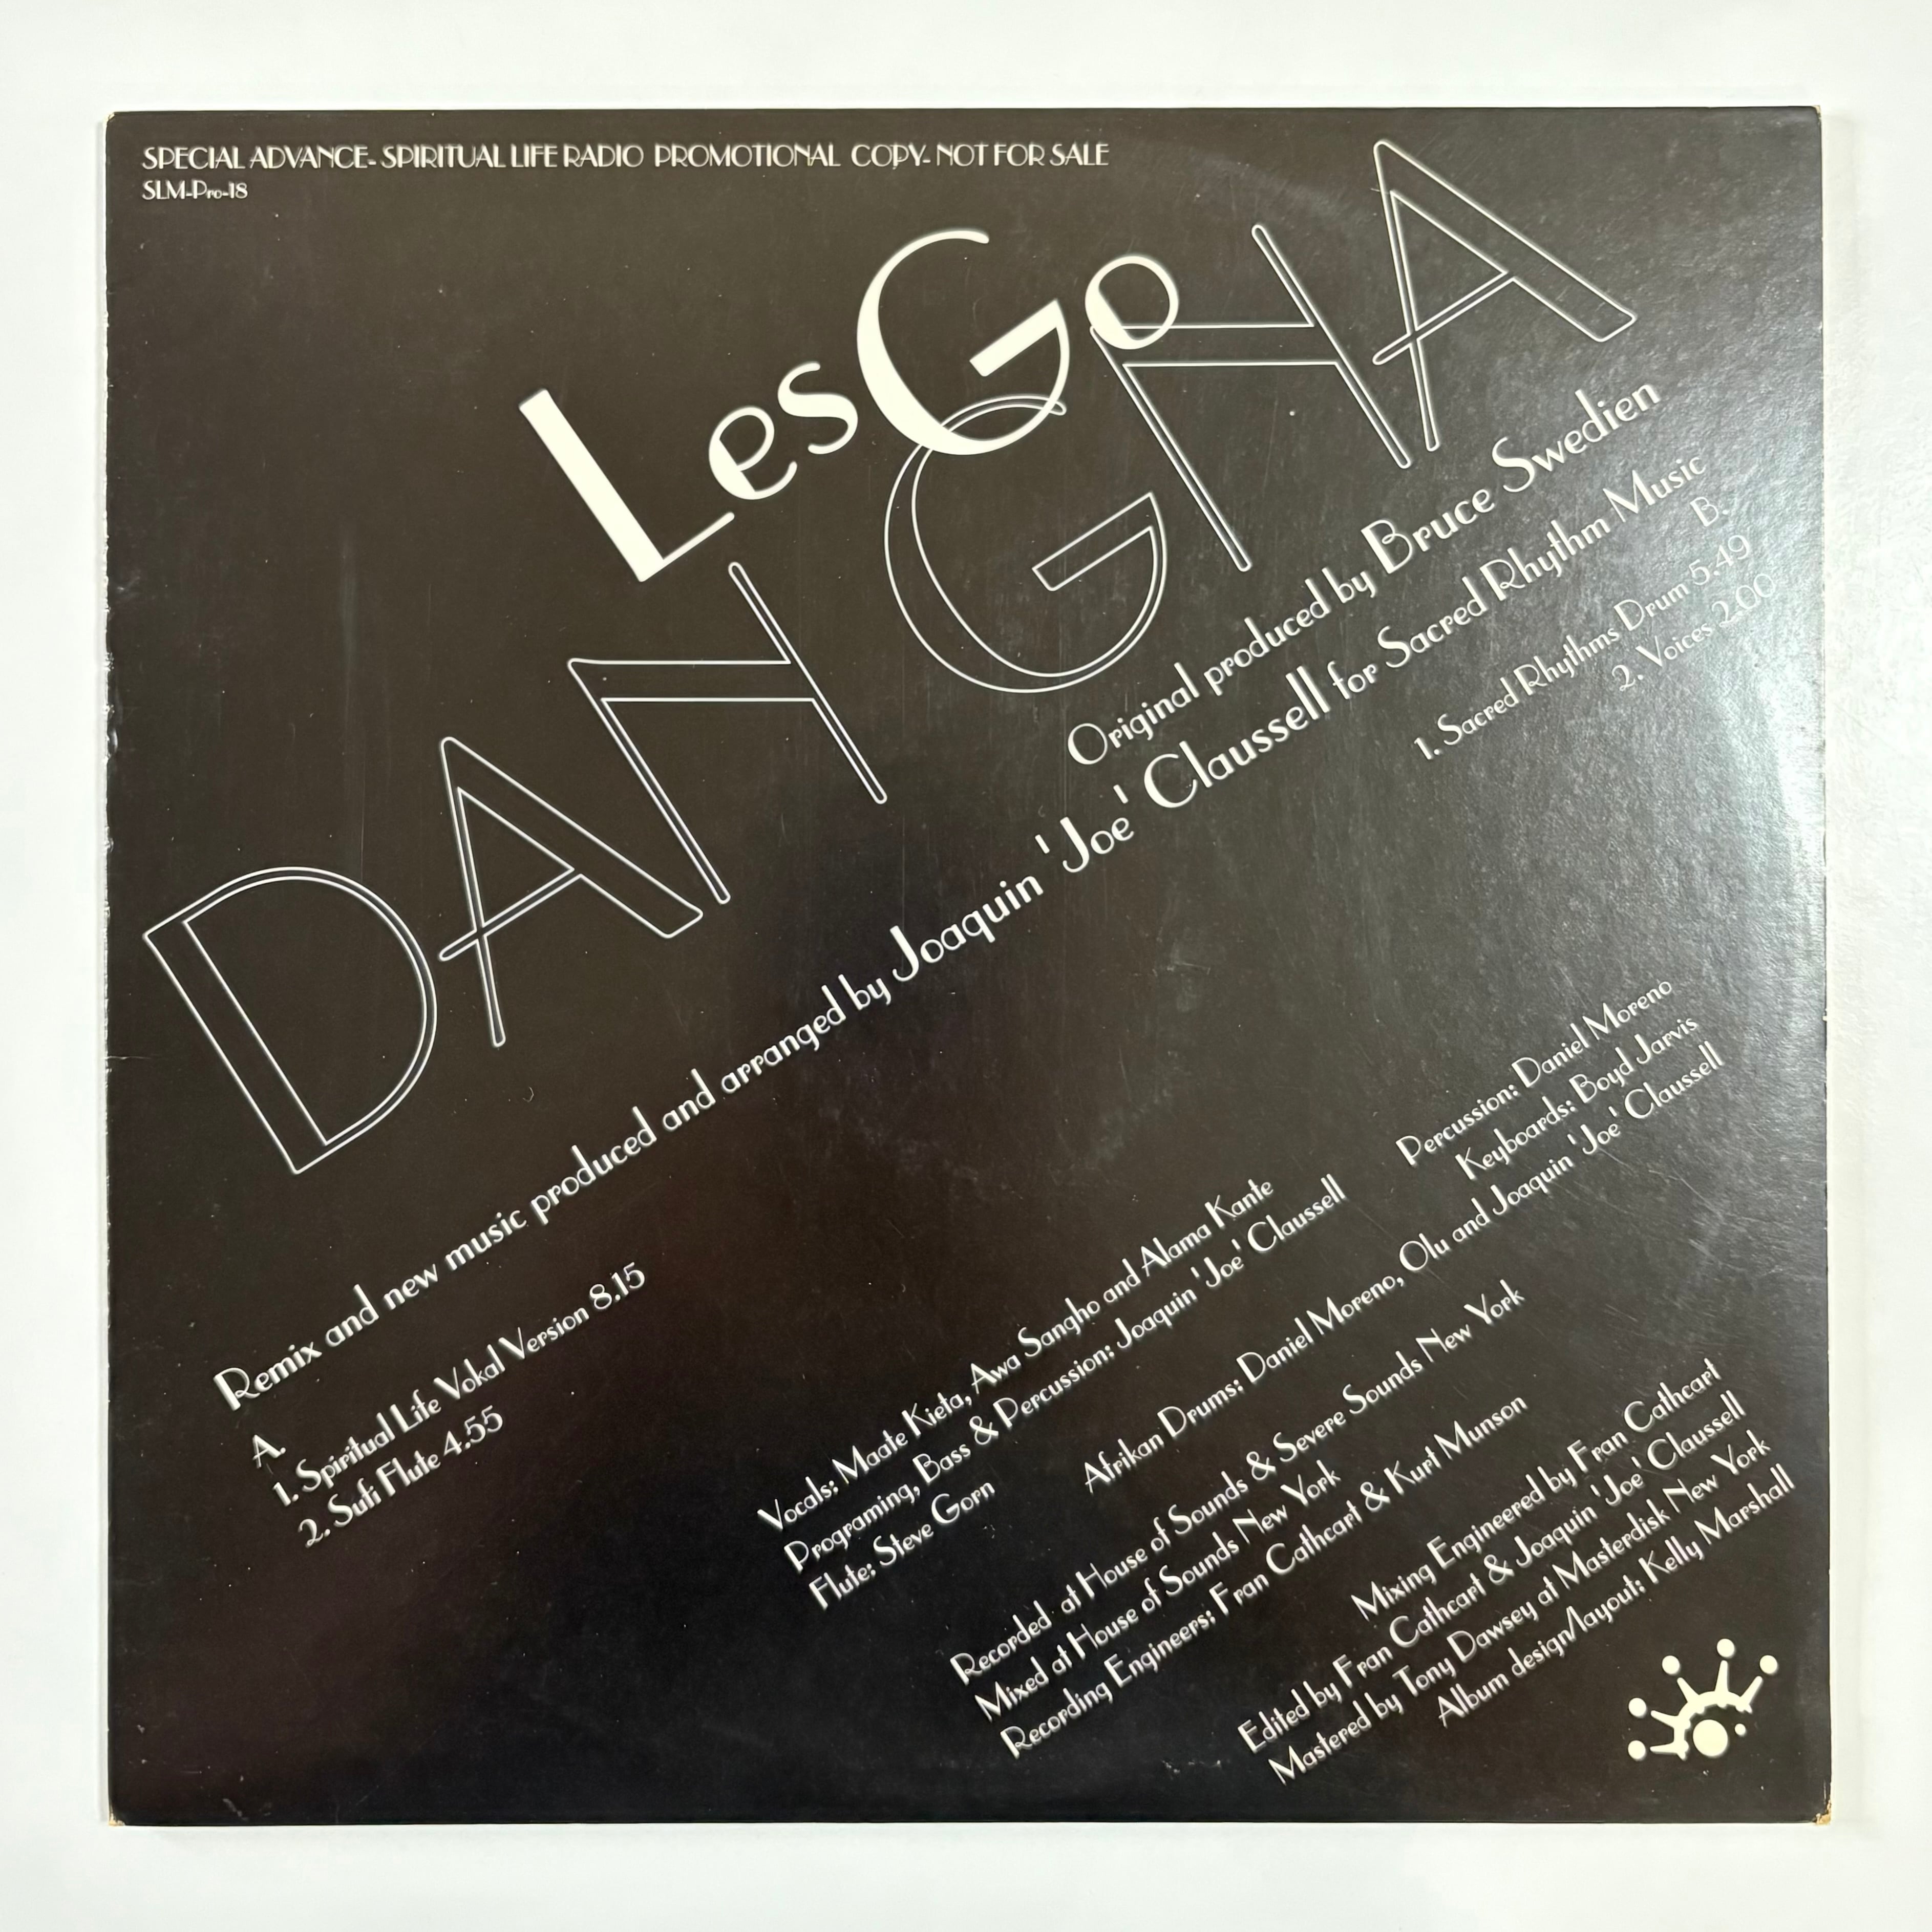 SPECIAL ADVANCE- SPIRITUAL LIFE RADIO PROMOTIONAL COPY- NOT FOR SALE
SLM-Pro-18
Les Go
DAN GHA
Original produced by Bruce Swedien
Remix and new music produced and arranged by Joaquin 'Joe' Claussell for Sacred Rhythm Music
A.
1. Spiritual Life Vokal Version 8.15
2. Sufi Flute 4.55
B.
1. Sacred Rhythms Drum 5.49
2. Voices 2.00
Vocals: Maate Kieta, Awa Sangho and Alama Kante
Programing, Bass & Percussion: Joaquin 'Joe' Claussell
Flute: Steve Gorn
Percussion: Daniel Moreno
Keyboards: Boyd Jarvis
Afrikan Drums: Daniel Moreno, Olu and Joaquin 'Joe' Claussell
Recorded at House of Sounds & Severe Sounds New York
Mixed at House of Sounds New York
Recording Engineers: Fran Cathcart & Kurt Munson
Mixing Engineered by Fran Cathcart
Edited by Fran Cathcart & Joaquin 'Joe' Claussell
Mastered by Tony Dawsey at Masterdisk New York
Album design/layout: Kelly Marshall